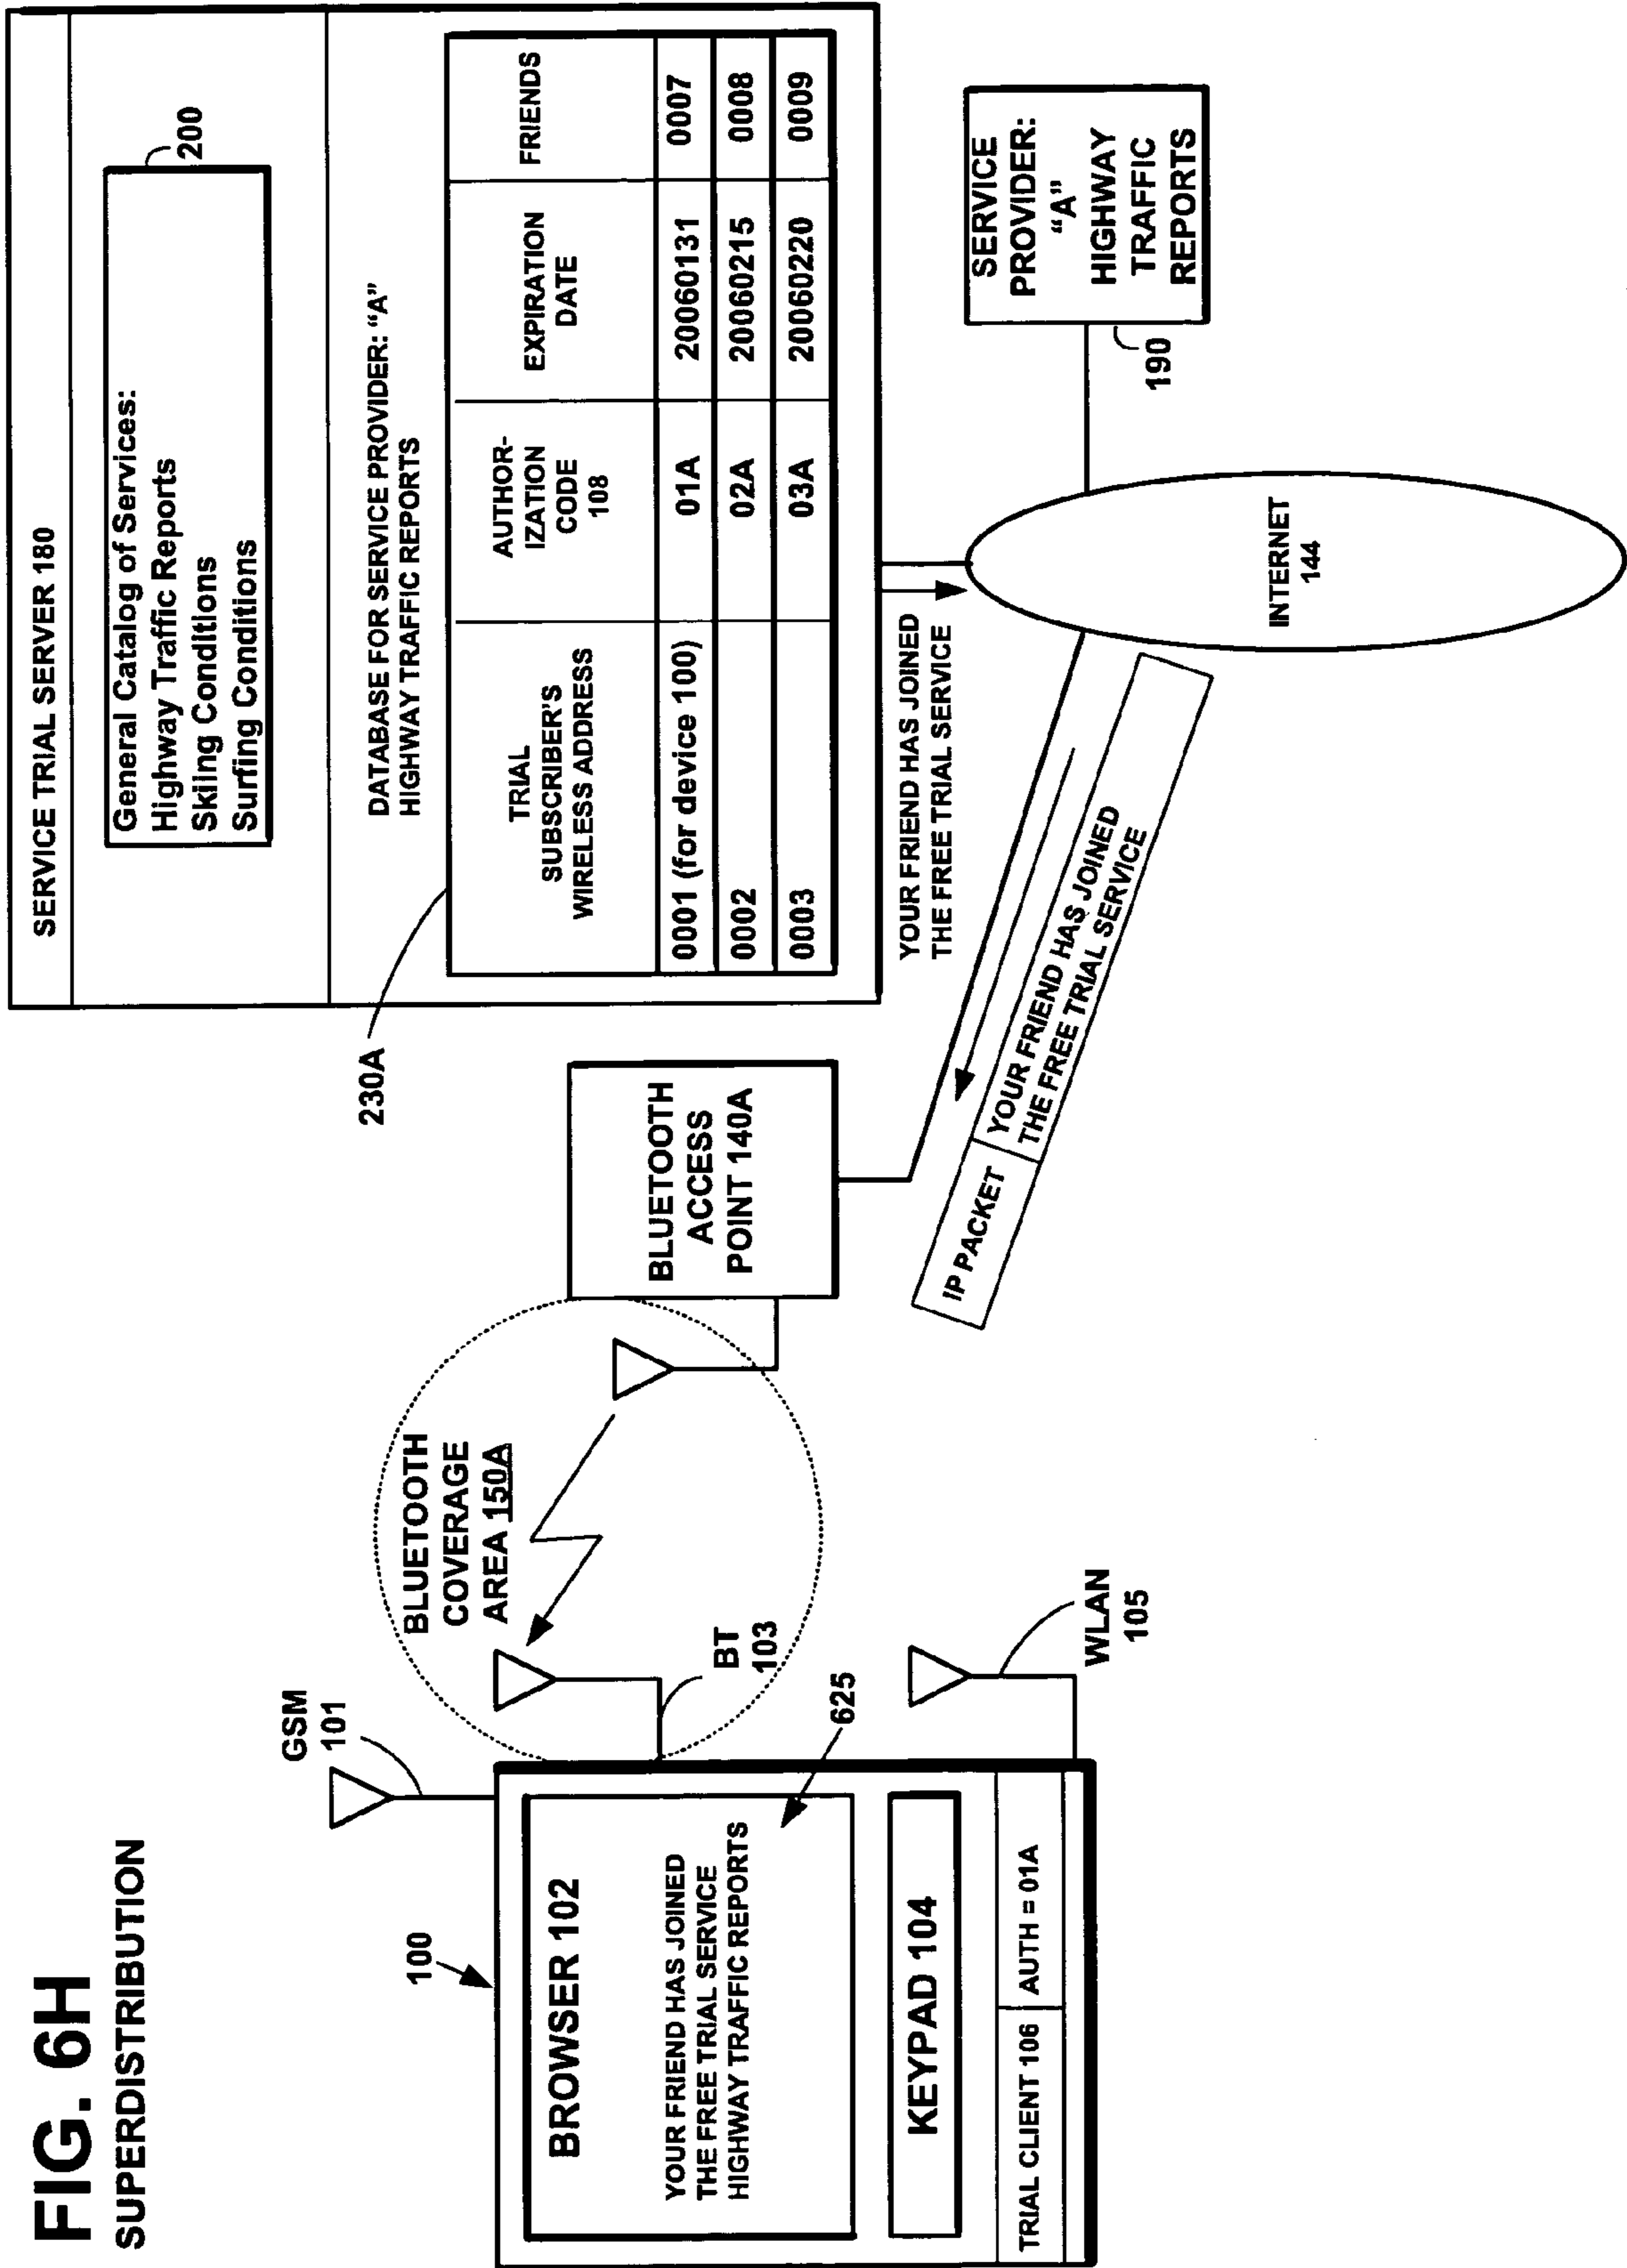 FIG. 6H
SUPERDISTRIBUTION
100
BROWSER 102
YOUR FRIEND HAS JOINED
THE FREE TRIAL SERVICE
HIGHWAY TRAFFIC REPORTS
625
KEYPAD 104
TRIAL CLIENT 106
AUTH = 01A
GSM
101
BT
103
WLAN
105
BLUETOOTH
COVERAGE
AREA 150A
BLUETOOTH
ACCESS
POINT 140A
IP PACKET
YOUR FRIEND HAS JOINED
THE FREE TRIAL SERVICE
SERVICE TRIAL SERVER 180
200
General Catalog of Services:
Highway Traffic Reports
Skiing Conditions
Surfing Conditions
DATABASE FOR SERVICE PROVIDER: “A”
HIGHWAY TRAFFIC REPORTS
230A
TRIAL
SUBSCRIBER'S
WIRELESS ADDRESS
AUTHOR-
IZATION
CODE
108
EXPIRATION
DATE
FRIENDS
0001 (for device 100) 01A 20060131 0007
0002 02A 20060215 0008
0003 03A 20060220 0009
YOUR FRIEND HAS JOINED
THE FREE TRIAL SERVICE
INTERNET
144
190
SERVICE
PROVIDER:
“A”
HIGHWAY
TRAFFIC
REPORTS